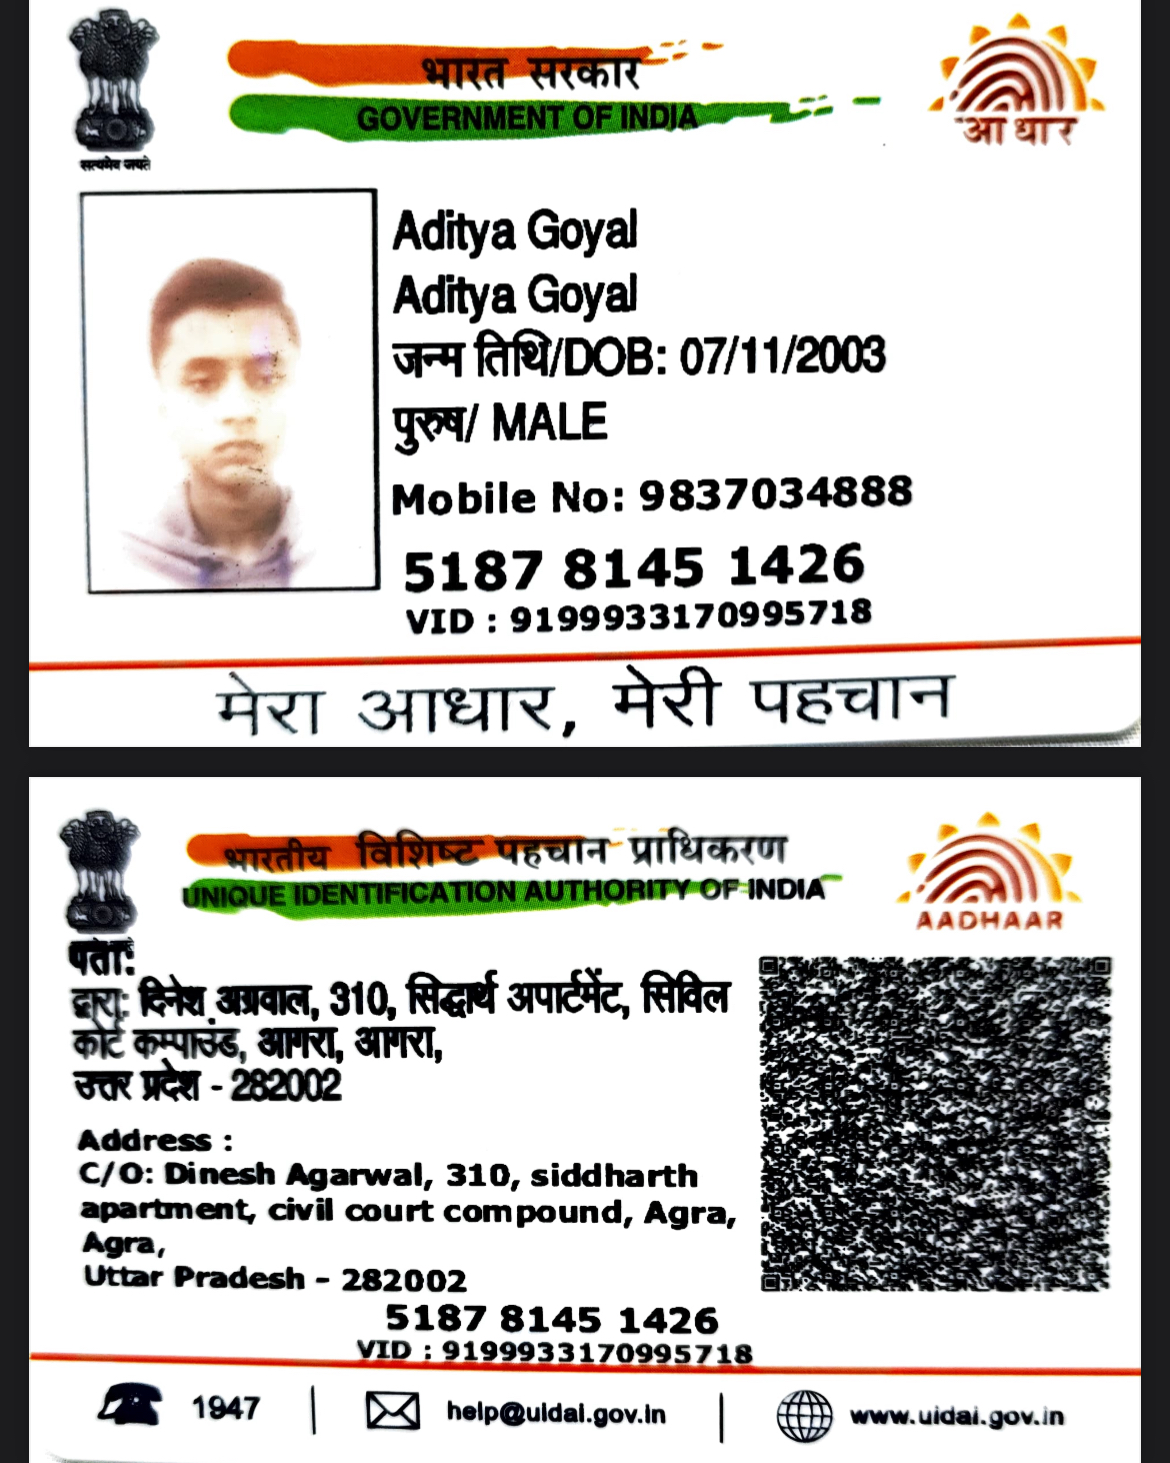 सत्यमेव जयते
भारत सरकार
GOVERNMENT OF INDIA
आधार
Aditya Goyal
Aditya Goyal
जन्म तिथि/DOB: 07/11/2003
पुरुष/ MALE
Mobile No: 9837034888
5187 8145 1426
VID : 9199933170995718
मेरा आधार, मेरी पहचान
भारतीय विशिष्ट पहचान प्राधिकरण
UNIQUE IDENTIFICATION AUTHORITY OF INDIA
AADHAAR
पता:
द्वारा: दिनेश अग्रवाल, 310, सिद्धार्थ अपार्टमेंट, सिविल
कोर्ट कम्पाउंड, आगरा, आगरा,
उत्तर प्रदेश - 282002
Address :
C/O: Dinesh Agarwal, 310, siddharth
apartment, civil court compound, Agra,
Agra,
Uttar Pradesh - 282002
5187 8145 1426
VID : 9199933170995718
1947
help@uidai.gov.in
www.uidai.gov.in